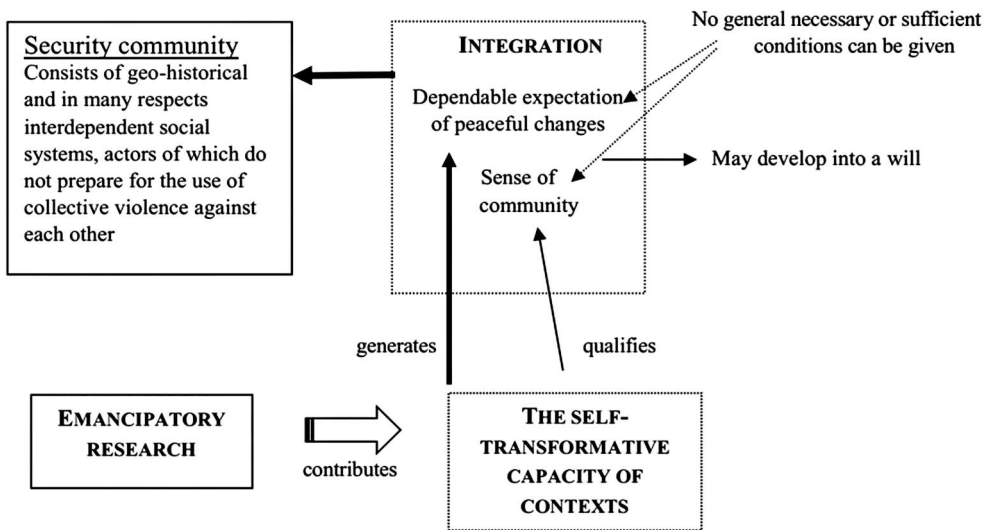 Security community
Consists of geo-historical
and in many respects
interdependent social
systems, actors of which do
not prepare for the use of
collective violence against
each other
INTEGRATION
Dependable expectation
of peaceful changes
Sense of
community
No general necessary or sufficient
conditions can be given
May develop into a will
generates
qualifies
EMANCIPATORY
RESEARCH
contributes
THE SELF-
TRANSFORMATIVE
CAPACITY OF
CONTEXTS